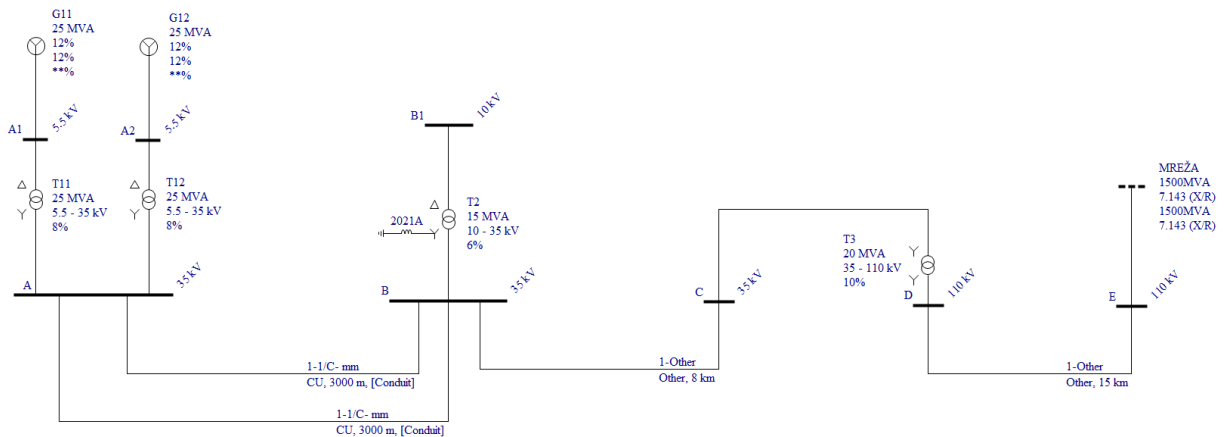 G11
25 MVA
12%
12%
**%
G12
25 MVA
12%
12%
**%
A1
5.5 kV
A2
5.5 kV
T11
25 MVA
5.5 - 35 kV
8%
T12
25 MVA
5.5 - 35 kV
8%
A
35 kV
B1
10 kV
T2
15 MVA
10 - 35 kV
6%
2021A
B
35 kV
C
35 kV
T3
20 MVA
35 - 110 kV
10%
D
110 kV
MREŽA
1500MVA
7.143 (X/R)
1500MVA
7.143 (X/R)
E
110 kV
1-1/C- mm
CU, 3000 m, [Conduit]
1-1/C- mm
CU, 3000 m, [Conduit]
1-Other
Other, 8 km
1-Other
Other, 15 km